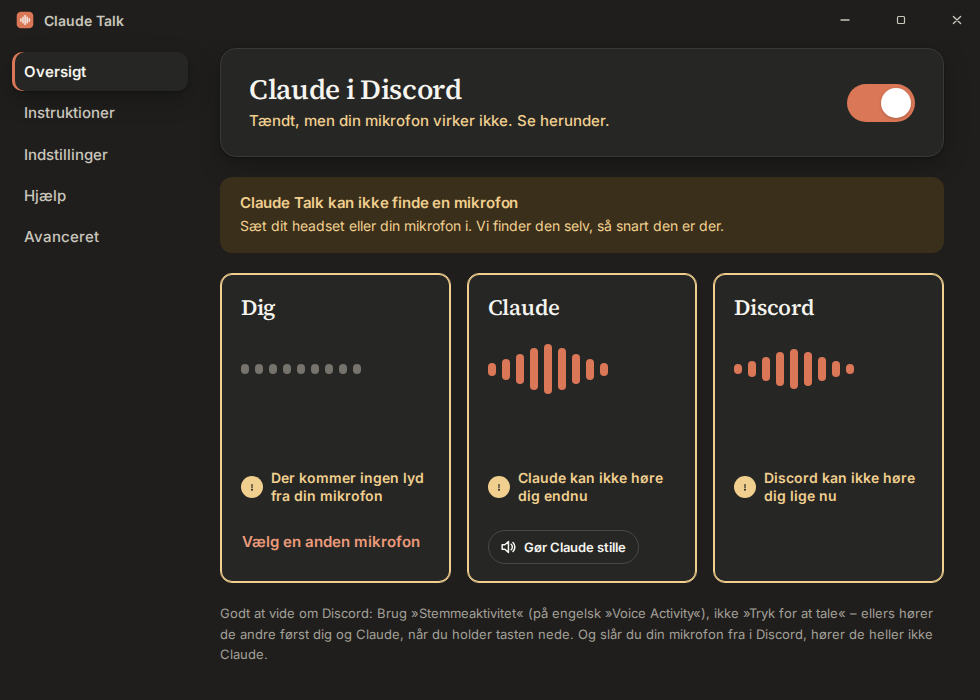 Claude Talk
Oversigt
Instruktioner
Indstillinger
Hjælp
Avanceret
Claude i Discord
Tændt, men din mikrofon virker ikke. Se herunder.
Claude Talk kan ikke finde en mikrofon
Sæt dit headset eller din mikrofon i. Vi finder den selv, så snart den er der.
Dig
! Der kommer ingen lyd
fra din mikrofon
Vælg en anden mikrofon
Claude
! Claude kan ikke høre
dig endnu
Gør Claude stille
Discord
! Discord kan ikke høre
dig lige nu
Godt at vide om Discord: Brug »Stemmeaktivitet« (på engelsk »Voice Activity«), ikke »Tryk for at tale« – ellers hører
de andre først dig og Claude, når du holder tasten nede. Og slår du din mikrofon fra i Discord, hører de heller ikke
Claude.